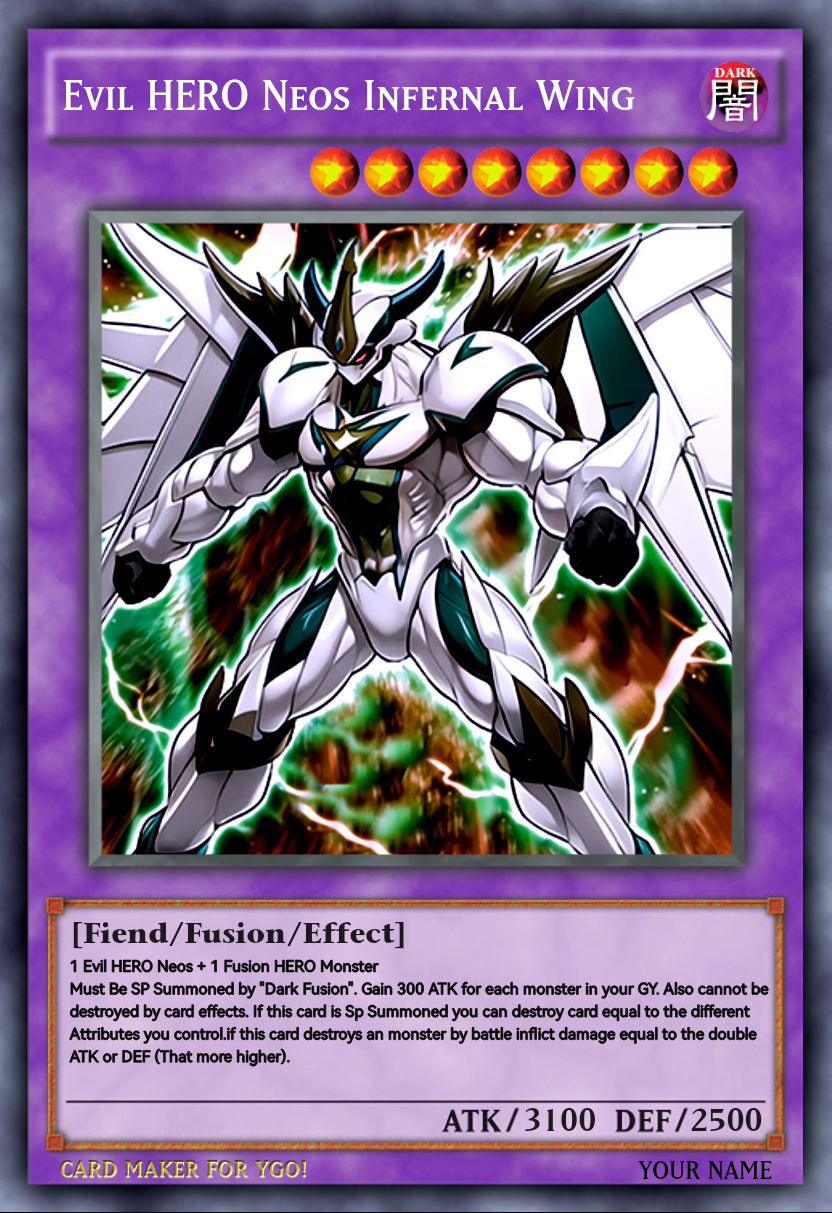 Evil HERO Neos Infernal Wing
DARK
闇
[Fiend/Fusion/Effect]
1 Evil HERO Neos + 1 Fusion HERO Monster
Must Be SP Summoned by "Dark Fusion". Gain 300 ATK for each monster in your GY. Also cannot be
destroyed by card effects. If this card is Sp Summoned you can destroy card equal to the different
Attributes you control.if this card destroys an monster by battle inflict damage equal to the double
ATK or DEF (That more higher).
ATK/3100 DEF/2500
CARD MAKER FOR YGO! YOUR NAME